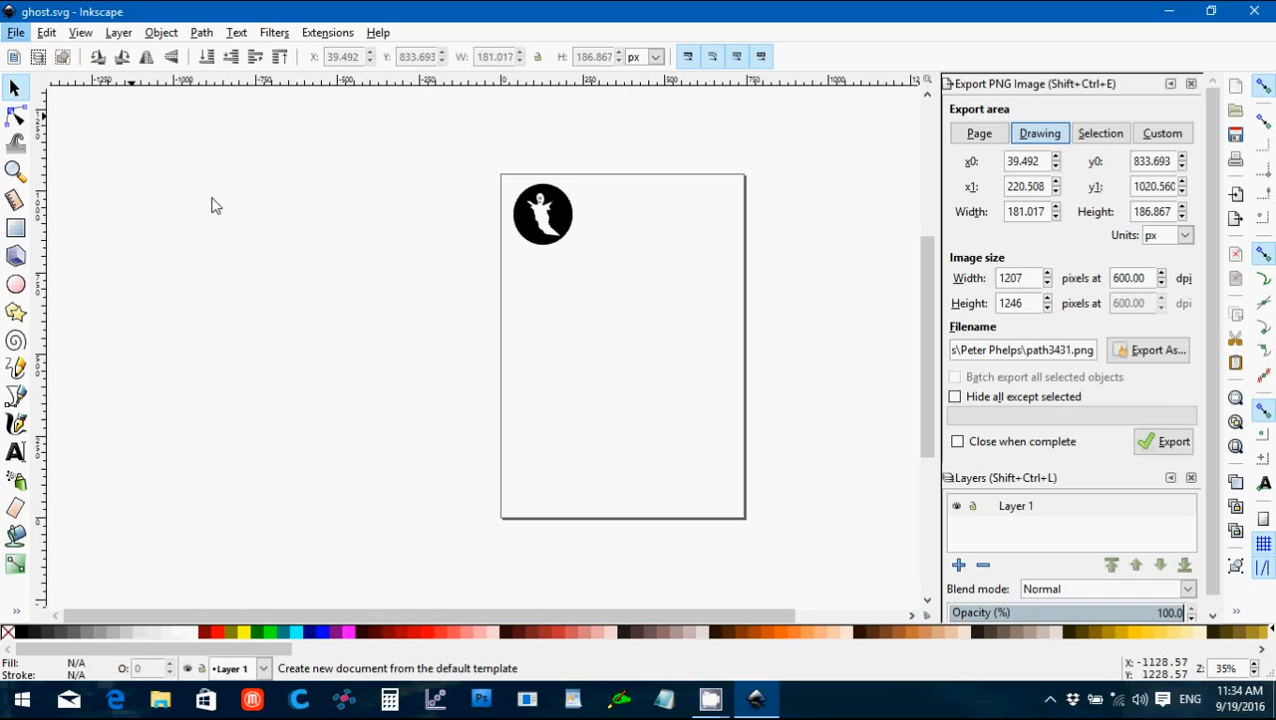 ghost.svg - Inkscape
File Edit View Layer Object Path Text Filters Extensions Help
X: 39.492 Y: 833.693 W: 181.017 H: 186.867 px
Export PNG Image (Shift+Ctrl+E)
Export area
Page Drawing Selection Custom
x0: 39.492 y0: 833.693
x1: 220.508 y1: 1020.560
Width: 181.017 Height: 186.867
Units: px
Image size
Width: 1207 pixels at 600.00 dpi
Height: 1246 pixels at 600.00 dpi
Filename
s\Peter Phelps\path3431.png Export As...
Batch export all selected objects
Hide all except selected
Close when complete Export
Layers (Shift+Ctrl+L)
Layer 1
Blend mode: Normal
Opacity (%) 100.0
Fill: N/A
Stroke: N/A
O: 0 •Layer 1 Create new document from the default template
X: -1128.57
Y: 1228.57
Z: 35%
ENG
11:34 AM
9/19/2016